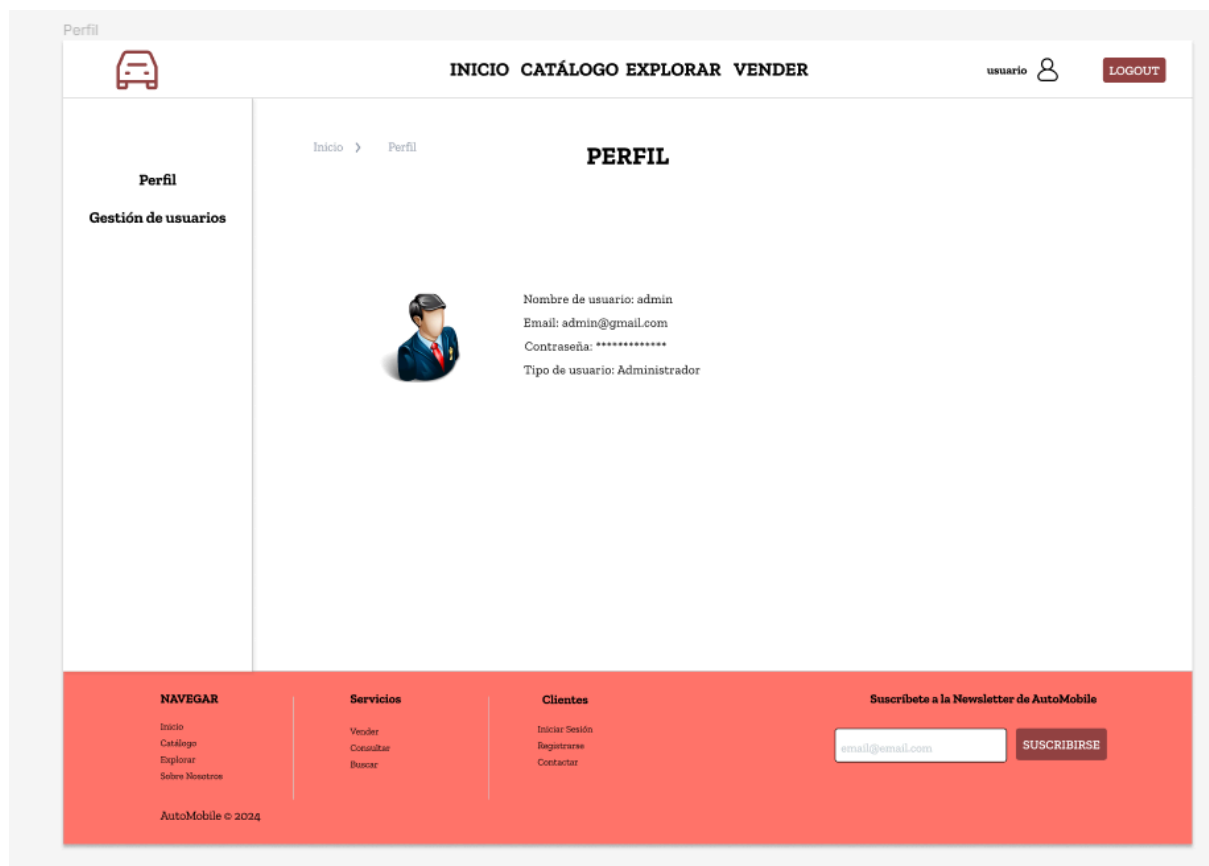 Perfil
INICIO CATÁLOGO EXPLORAR VENDER
usuario
LOGOUT
Perfil
Gestión de usuarios
Inicio ❯ Perfil
PERFIL
Nombre de usuario: admin
Email: admin@gmail.com
Contraseña: *************
Tipo de usuario: Administrador
NAVEGAR
Inicio
Catálogo
Explorar
Sobre Nosotros
Servicios
Vender
Consultar
Buscar
Clientes
Iniciar Sesión
Registrarse
Contactar
Suscríbete a la Newsletter de AutoMobile
email@email.com
SUSCRIBIRSE
AutoMobile © 2024